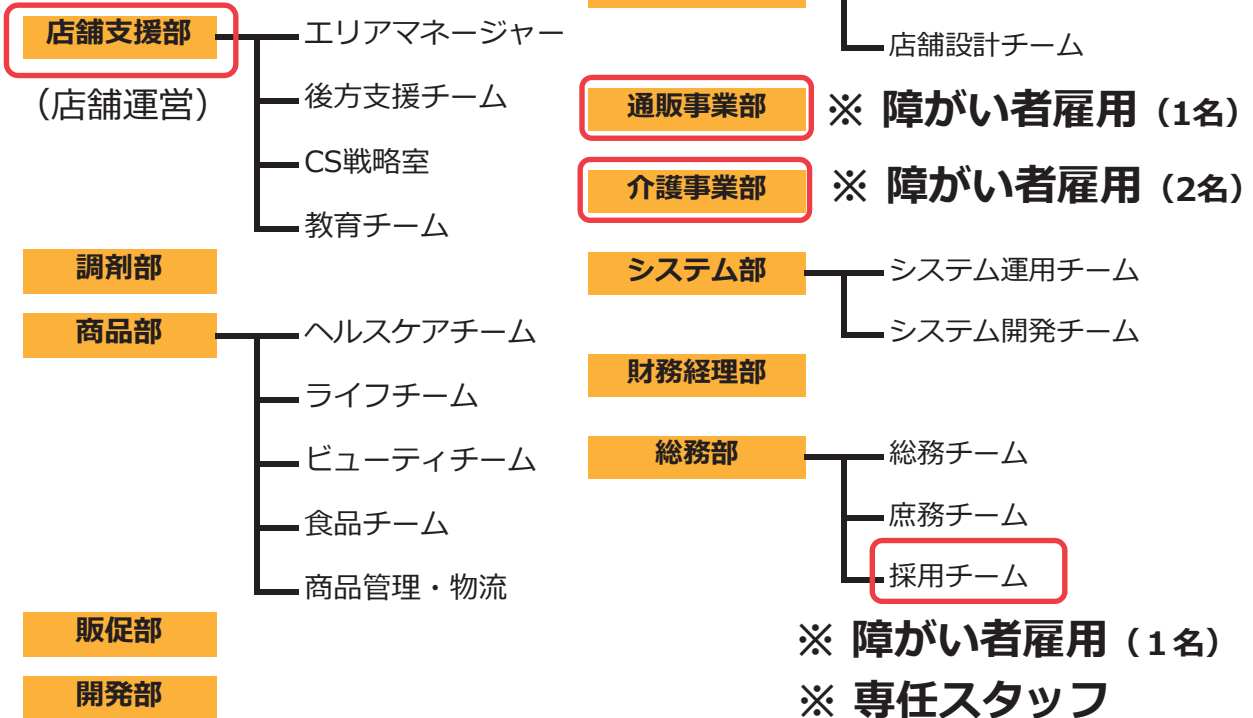 店舗支援部
エリアマネージャー
（店舗運営）
後方支援チーム
CS戦略室
教育チーム
調剤部
商品部
ヘルスケアチーム
ライフチーム
ビューティチーム
食品チーム
商品管理・物流
販促部
開発部
店舗設計チーム
通販事業部
※ 障がい者雇用（1名）
介護事業部
※ 障がい者雇用（2名）
システム部
システム運用チーム
システム開発チーム
財務経理部
総務部
総務チーム
庶務チーム
採用チーム
※ 障がい者雇用（１名）
※ 専任スタッフ